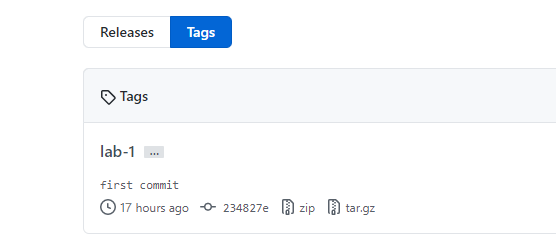 Releases Tags
Tags
lab-1 ...
first commit
17 hours ago 234827e zip tar.gz